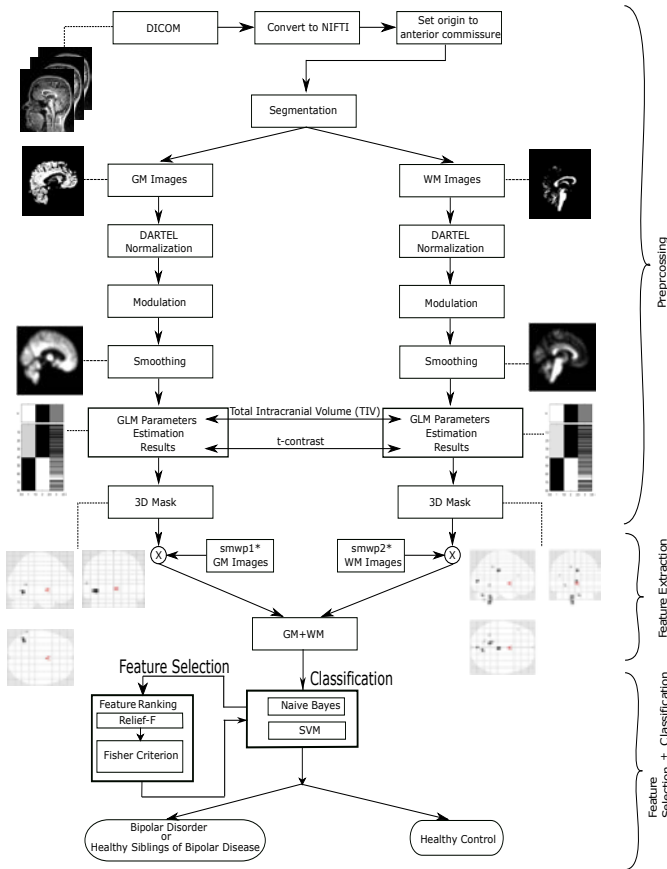 DICOM
Convert to NIFTI
Set origin to
anterior commissure
Segmentation
GM Images
WM Images
DARTEL
Normalization
DARTEL
Normalization
Modulation
Modulation
Smoothing
Smoothing
Total Intracranial Volume (TIV)
GLM Parameters
Estimation
Results
t-contrast
GLM Parameters
Estimation
Results
3D Mask
3D Mask
X
smwp1*
GM Images
smwp2*
WM Images
X
GM+WM
Feature Selection
Classification
Feature Ranking
Relief-F
Fisher Criterion
Naive Bayes
SVM
Bipolar Disorder
or
Healthy Siblings of Bipolar Disease
Healthy Control
Preprcossing
Feature Extraction
Feature
Selection + Classification